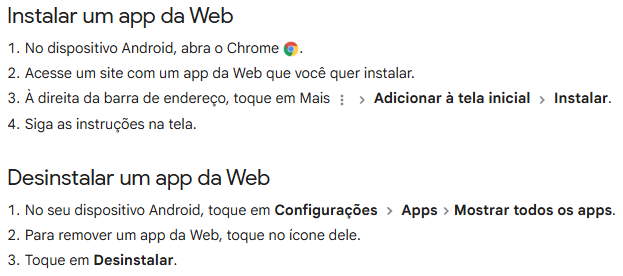 Instalar um app da Web
1. No dispositivo Android, abra o Chrome .
2. Acesse um site com um app da Web que você quer instalar.
3. À direita da barra de endereço, toque em Mais ⋮ > Adicionar à tela inicial > Instalar.
4. Siga as instruções na tela.
Desinstalar um app da Web
1. No seu dispositivo Android, toque em Configurações > Apps > Mostrar todos os apps.
2. Para remover um app da Web, toque no ícone dele.
3. Toque em Desinstalar.